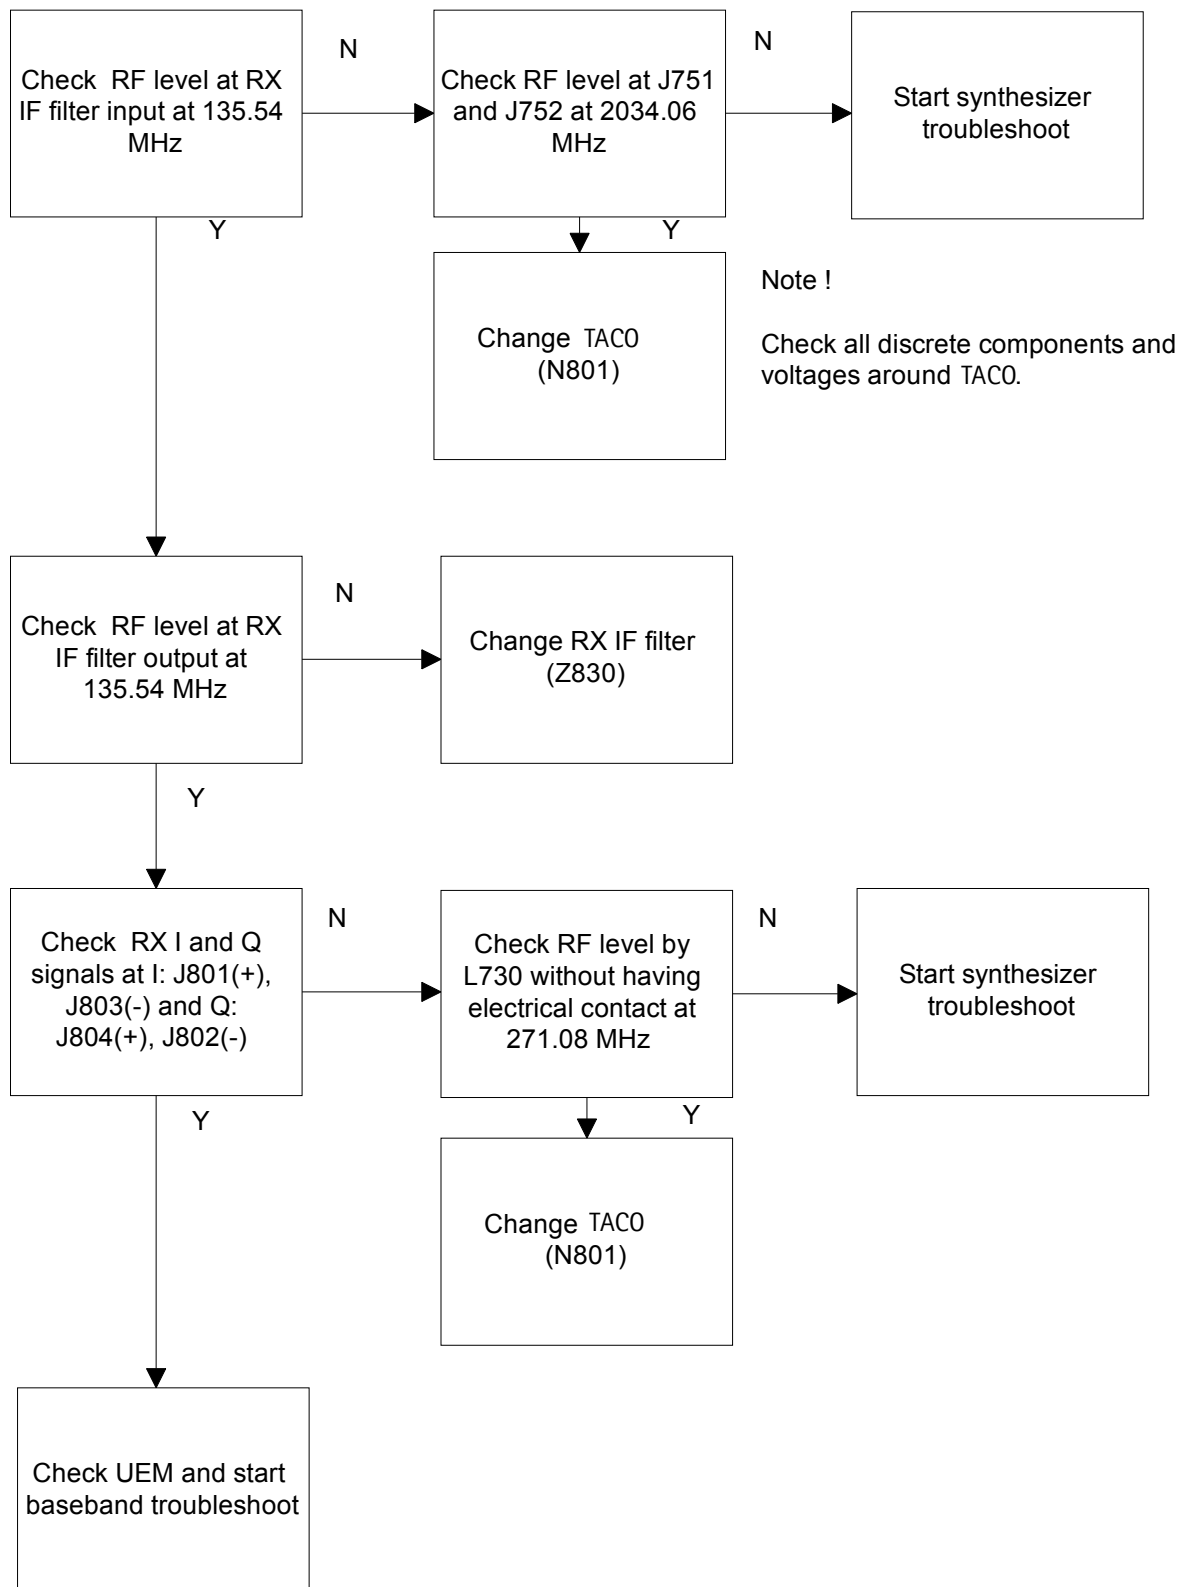 N
N
Check RF level at RX
IF filter input at 135.54
MHz
Check RF level at J751
and J752 at 2034.06
MHz
Start synthesizer
troubleshoot
Y
Y
Change TACO
(N801)
Note !
Check all discrete components and
voltages around TACO.
N
Check RF level at RX
IF filter output at
135.54 MHz
Change RX IF filter
(Z830)
Y
N
N
Check RX I and Q
signals at I: J801(+),
J803(-) and Q:
J804(+), J802(-)
Check RF level by
L730 without having
electrical contact at
271.08 MHz
Start synthesizer
troubleshoot
Y
Y
Change TACO
(N801)
Check UEM and start
baseband troubleshoot